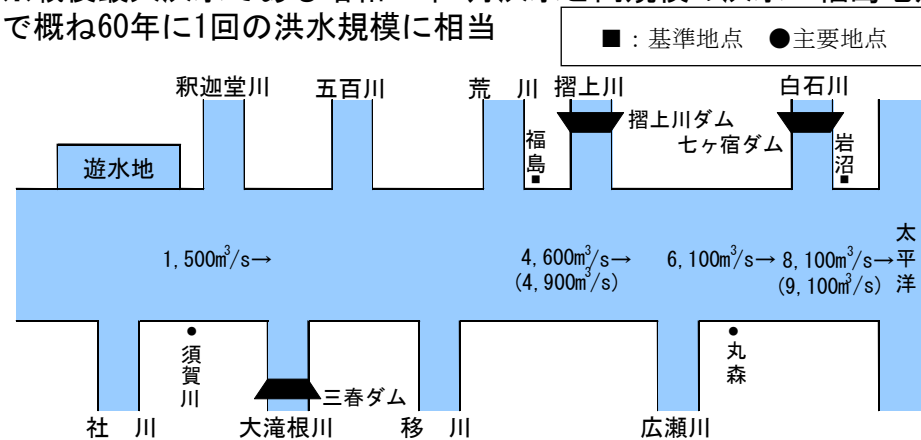 で概ね60年に1回の洪水規模に相当
■：基準地点 ●主要地点
釈迦堂川 五百川 荒川 摺上川 白石川
摺上川ダム
七ヶ宿ダム
遊水地
福島
岩沼
1,500m³/s→
4,600m³/s→
(4,900m³/s)
6,100m³/s→
8,100m³/s→
(9,100m³/s)
太平洋
須賀川
丸森
三春ダム
社川 大滝根川 移川 広瀬川